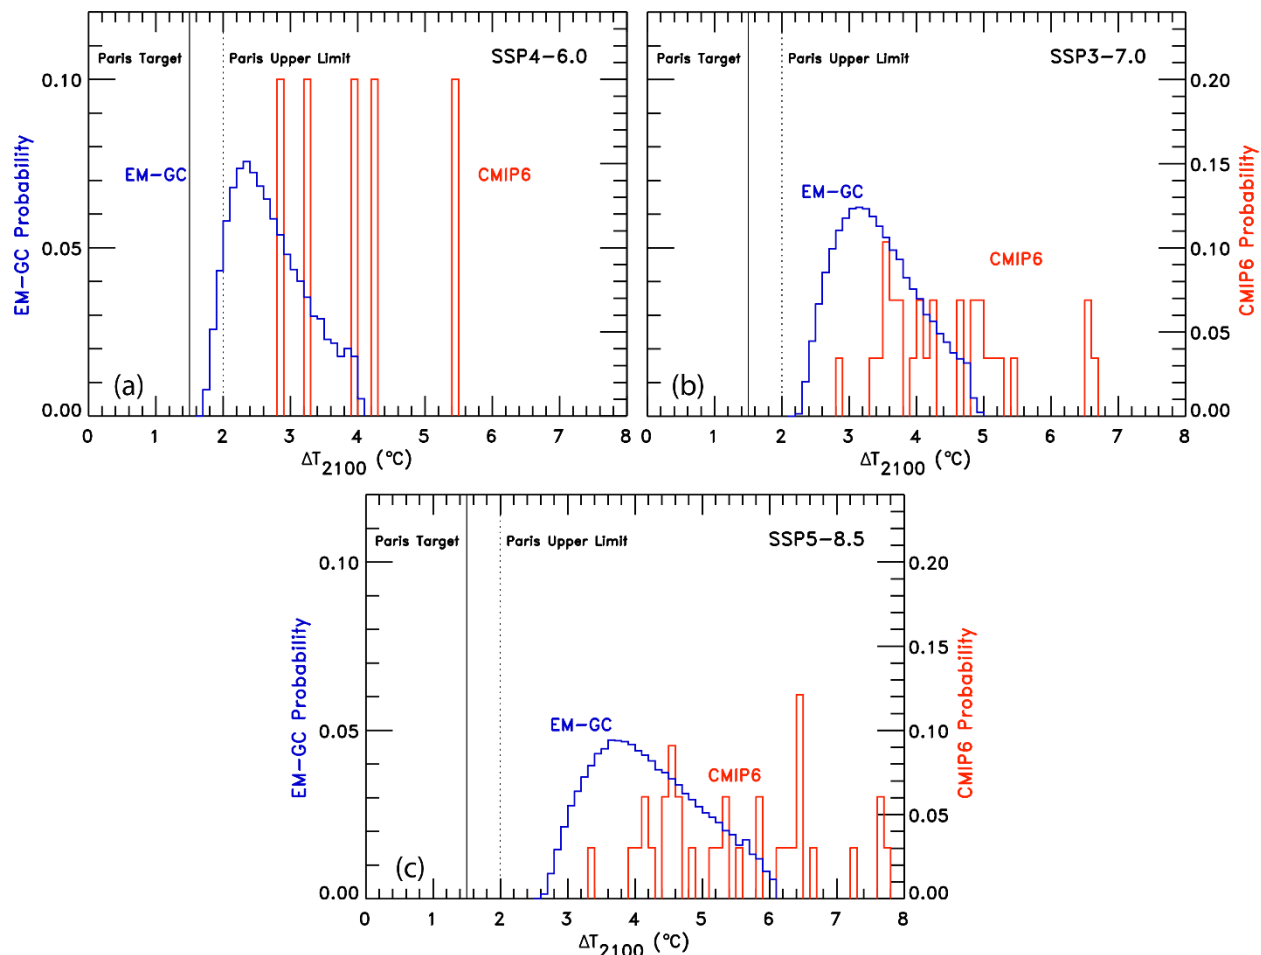 Paris Target
Paris Upper Limit
SSP4-6.0
EM-GC
CMIP6
EM-GC Probability
0.10
0.05
0.00
(a)
0 1 2 3 4 5 6 7 8
ΔT2100 (°C)
Paris Target
Paris Upper Limit
SSP3-7.0
EM-GC
CMIP6
CMIP6 Probability
0.20
0.15
0.10
0.05
0.00
(b)
0 1 2 3 4 5 6 7 8
ΔT2100 (°C)
Paris Target
Paris Upper Limit
SSP5-8.5
EM-GC
CMIP6
EM-GC Probability
0.10
0.05
0.00
CMIP6 Probability
0.20
0.15
0.10
0.05
0.00
(c)
0 1 2 3 4 5 6 7 8
ΔT2100 (°C)